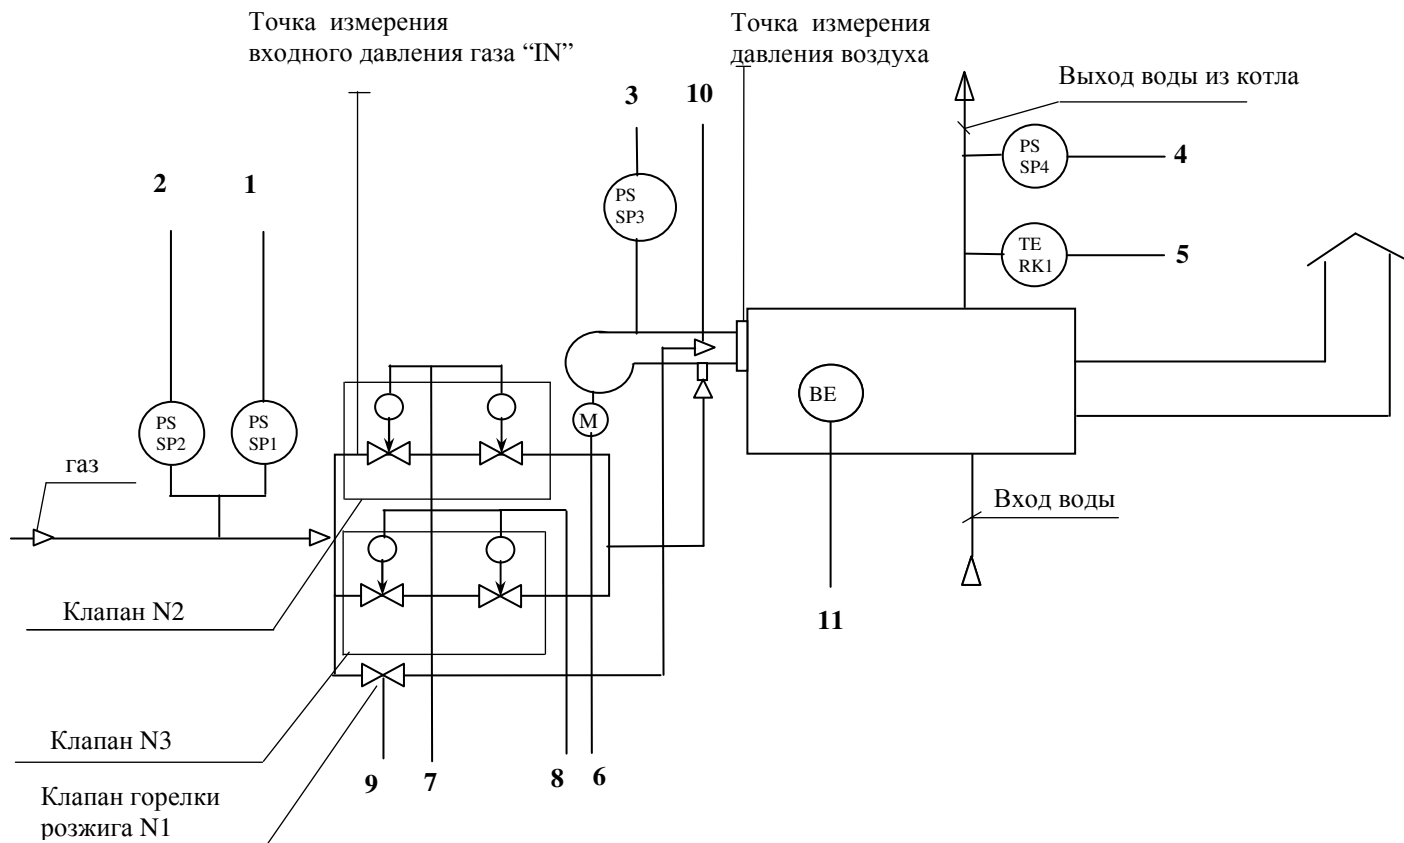 Точка измерения
входного давления газа “IN”
Точка измерения
давления воздуха
Выход воды из котла
3
10
PS
SP4
4
2
1
PS
SP3
TE
RK1
5
PS
SP2
PS
SP1
M
BE
газ
Вход воды
Клапан N2
11
Клапан N3
9
7
8
6
Клапан горелки
розжига N1